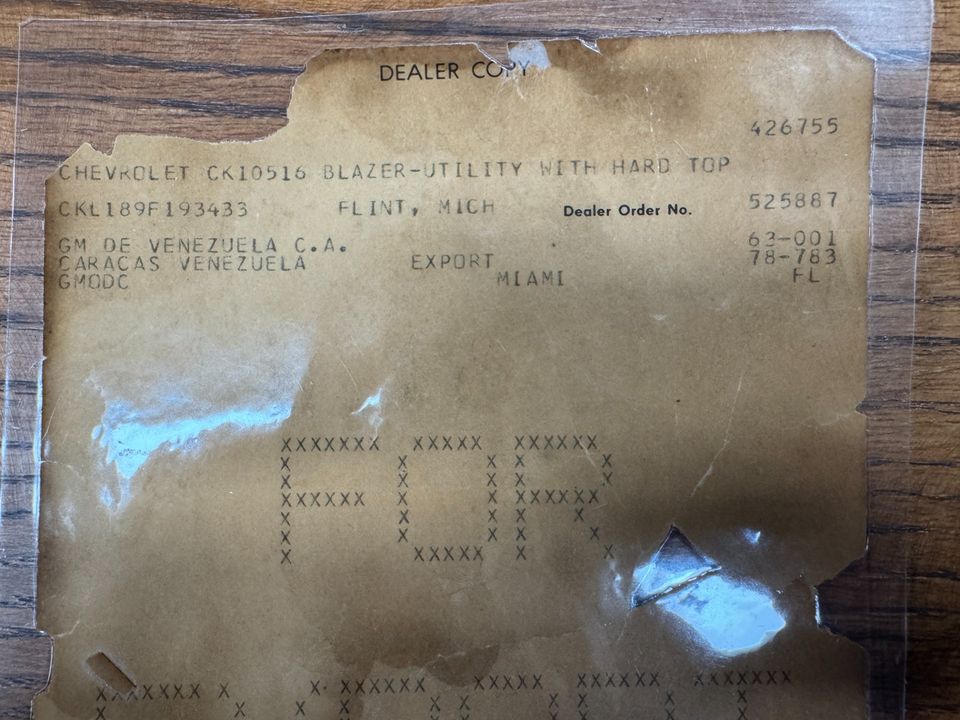 DEALER COPY
426755
CHEVROLET CK10516 BLAZER-UTILITY WITH HARD TOP
CKL189F193433 FLINT, MICH Dealer Order No. 525887
GM DE VENEZUELA C.A. 63-001
CARACAS VENEZUELA EXPORT 78-783
GMODC MIAMI FL
FOR